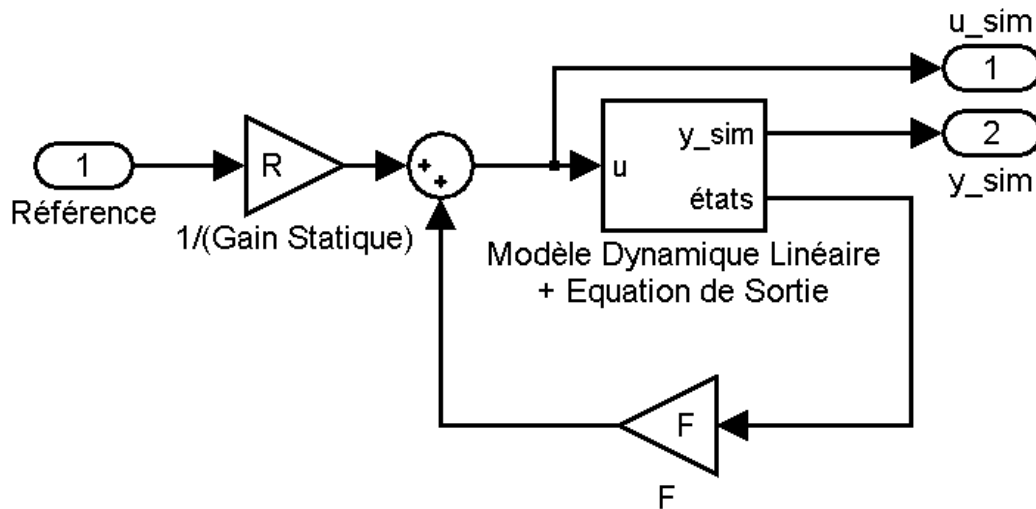 u_sim
1
y_sim
2
1
R
+
+
u
états
y_sim
Référence
1/(Gain Statique)
Modèle Dynamique Linéaire
+ Equation de Sortie
F
F